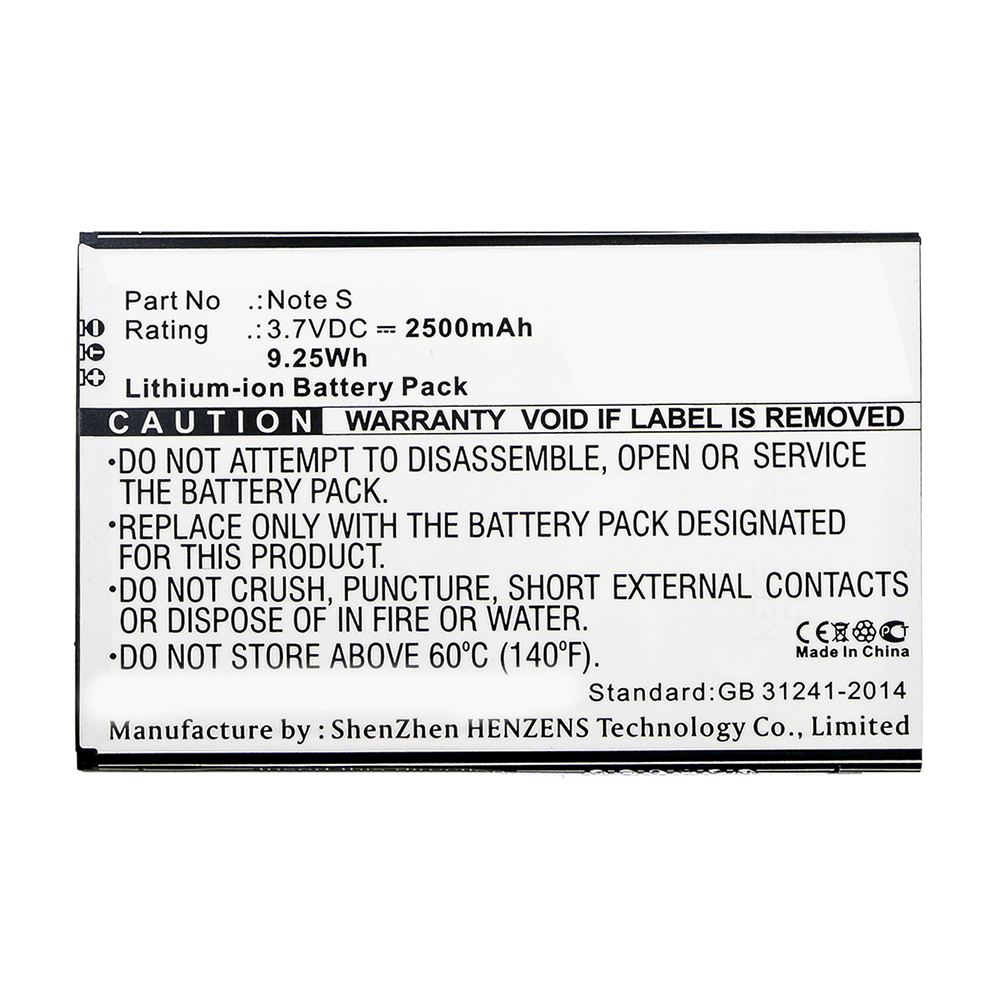 Part No .:Note S
Rating .:3.7VDC ⎓ 2500mAh
9.25Wh
Lithium-ion Battery Pack
CAUTION WARRANTY VOID IF LABEL IS REMOVED
·DO NOT ATTEMPT TO DISASSEMBLE, OPEN OR SERVICE
THE BATTERY PACK.
·REPLACE ONLY WITH THE BATTERY PACK DESIGNATED
FOR THIS PRODUCT.
·DO NOT CRUSH, PUNCTURE, SHORT EXTERNAL CONTACTS
OR DISPOSE OF IN FIRE OR WATER.
·DO NOT STORE ABOVE 60°C (140°F).
CE PCT
Made In China
Standard:GB 31241-2014
Manufacture by : ShenZhen HENZENS Technology Co., Limited